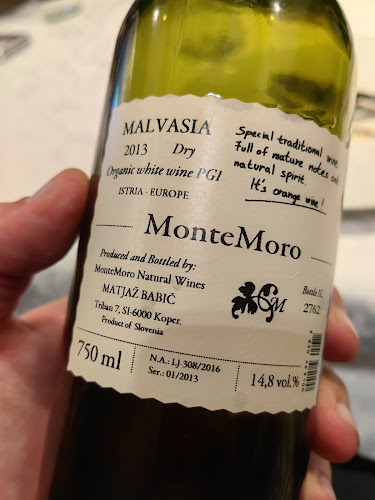 MALVASIA
2013 Dry
Organic white wine PGI
ISTRIA - EUROPE
Special traditional wine.
Full of mature notes and
natural spirit.
It's orange wine!
MonteMoro
Produced and Bottled by:
MonteMoro Natural Wines
MATJAŽ BABIČ
Triban 7, SI-6000 Koper.
Product of Slovenia
GM
Bottle N.
2762
750 ml
N.A.: LJ-308/2016
Ser.: 01/2013
14,8 vol.%